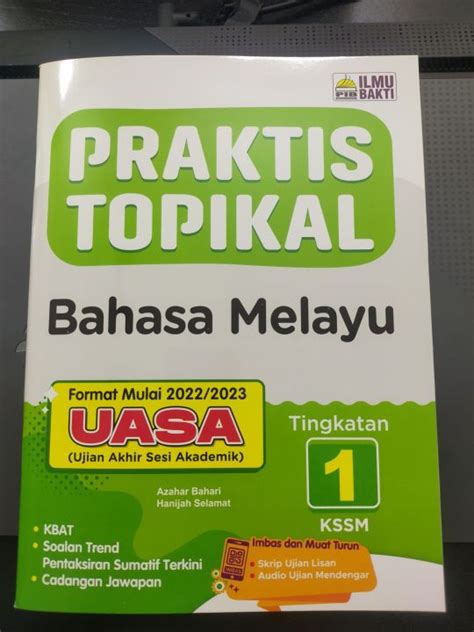 ILMU
BAKTI
PIB
PRAKTIS
TOPIKAL
Bahasa Melayu
Format Mulai 2022/2023
UASA
(Ujian Akhir Sesi Akademik)
Tingkatan
1
KSSM
Azahar Bahari
Hanijah Selamat
• KBAT
• Soalan Trend
Pentaksiran Sumatif Terkini
• Cadangan Jawapan
Imbas dan Muat Turun
• Skrip Ujian Lisan
• Audio Ujian Mendengar